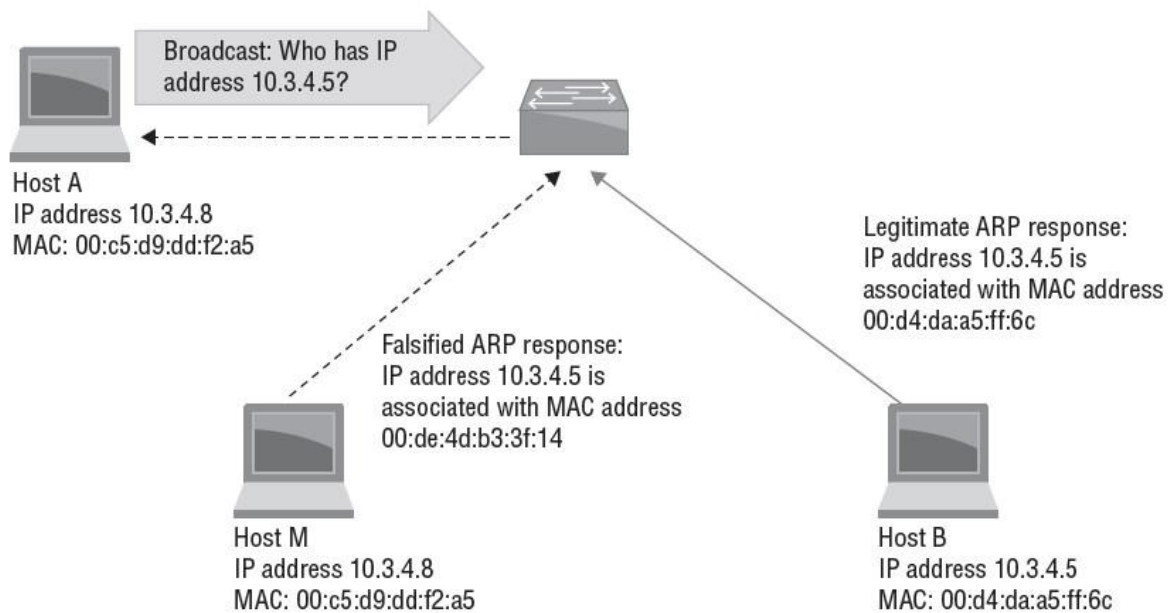 Broadcast: Who has IP
address 10.3.4.5?
Host A
IP address 10.3.4.8
MAC: 00:c5:d9:dd:f2:a5
Legitimate ARP response:
IP address 10.3.4.5 is
associated with MAC address
00:d4:da:a5:ff:6c
Falsified ARP response:
IP address 10.3.4.5 is
associated with MAC address
00:de:4d:b3:3f:14
Host M
IP address 10.3.4.8
MAC: 00:c5:d9:dd:f2:a5
Host B
IP address 10.3.4.5
MAC: 00:d4:da:a5:ff:6c